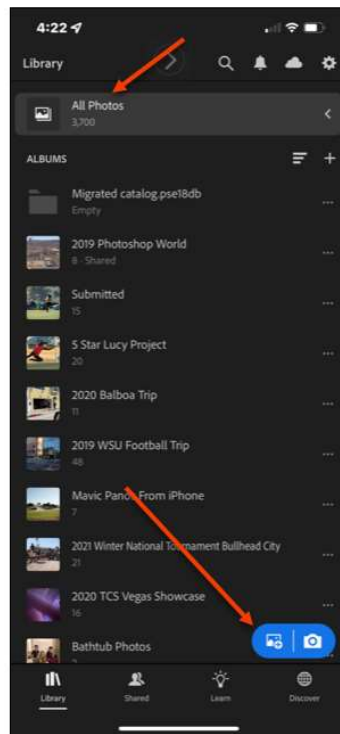 4:22
Library
All Photos
3,700
ALBUMS
Migrated catalog.pse18db
Empty
2019 Photoshop World
8 · Shared
Submitted
15
5 Star Lucy Project
20
2020 Balboa Trip
11
2019 WSU Football Trip
48
Mavic Panos From iPhone
7
2021 Winter National Tournament Bullhead City
21
2020 TCS Vegas Showcase
16
Bathtub Photos
Library
Shared
Learn
Discover